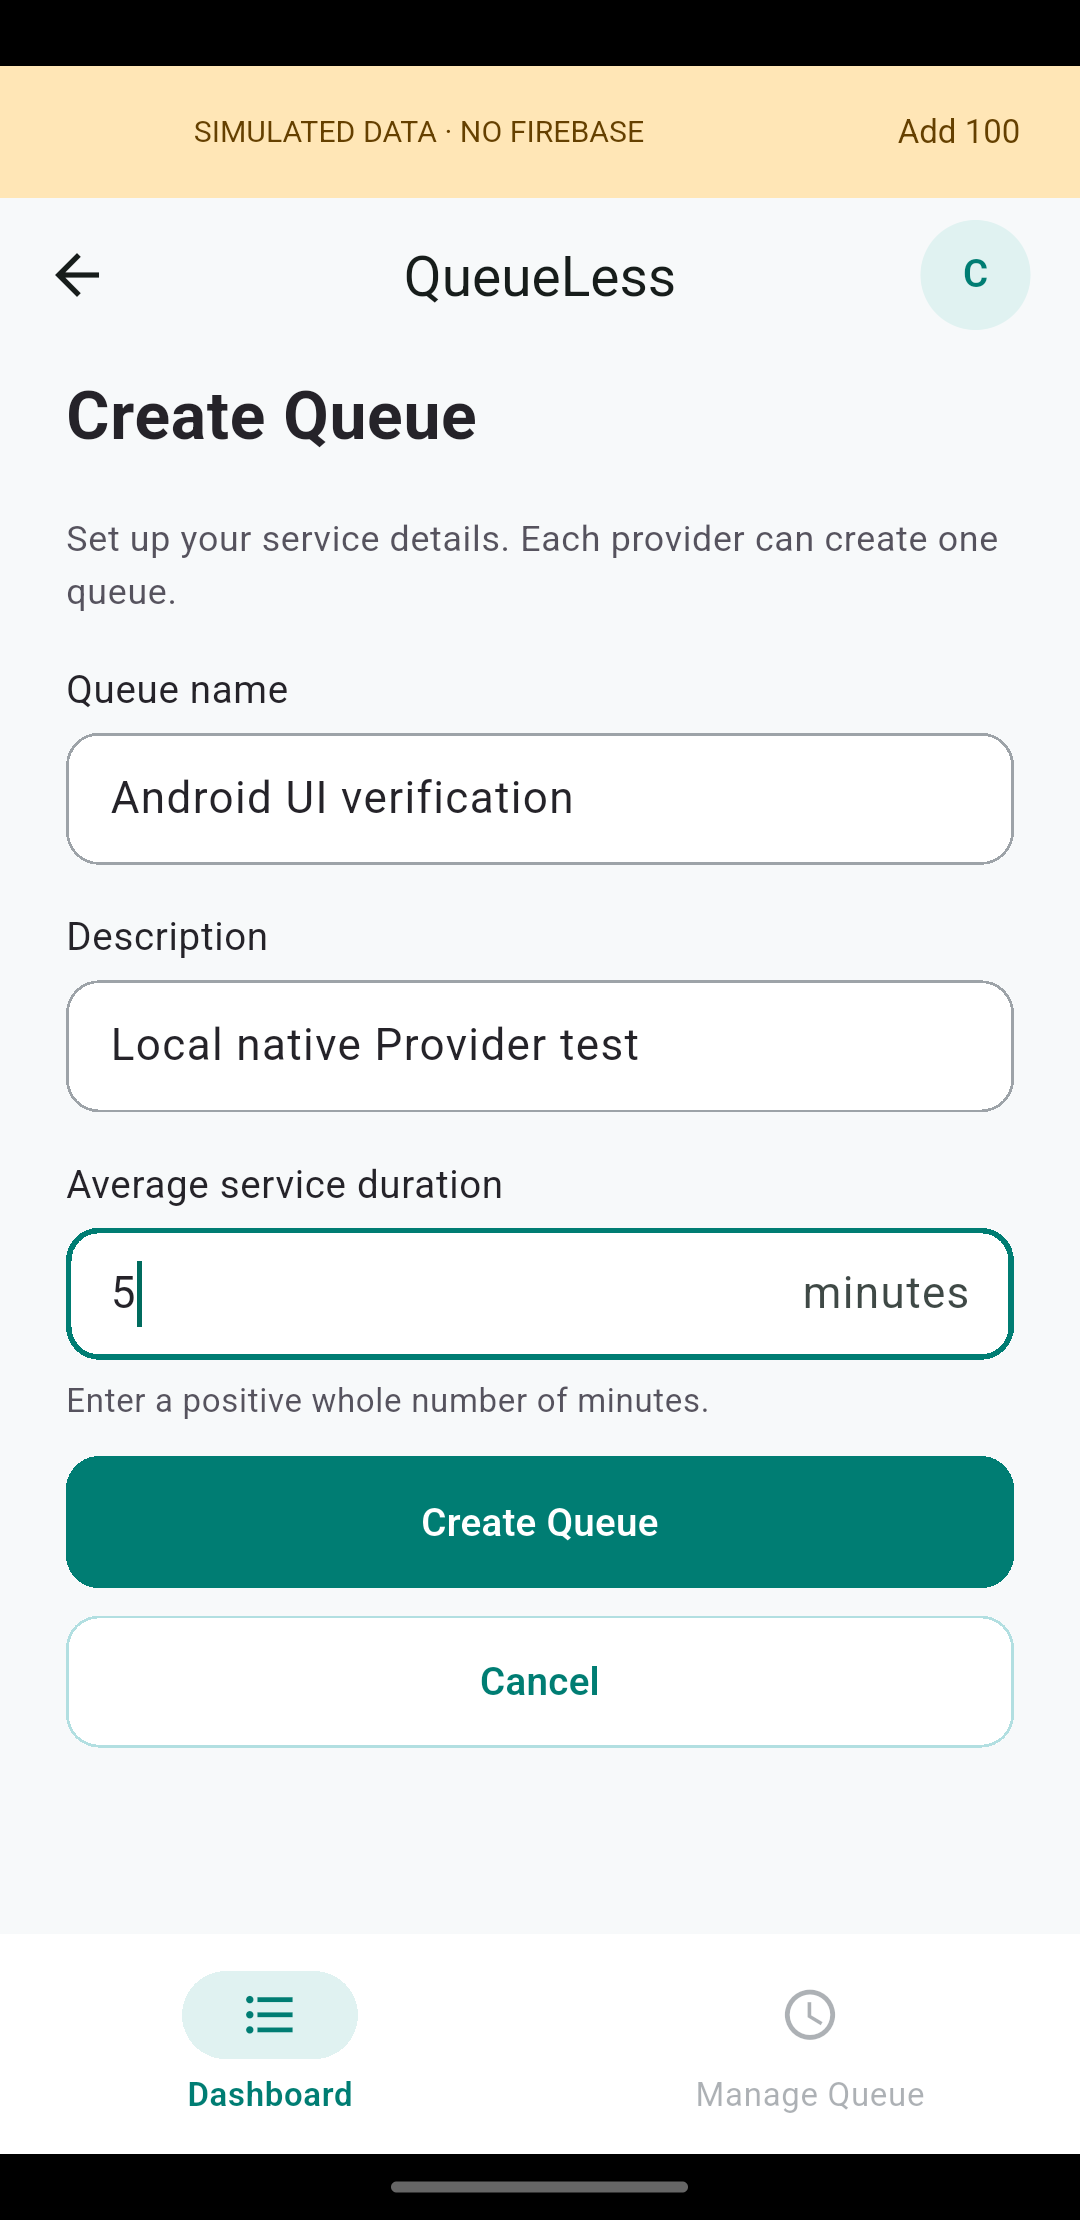 SIMULATED DATA · NO FIREBASE
Add 100
QueueLess
C
Create Queue
Set up your service details. Each provider can create one
queue.
Queue name
Android UI verification
Description
Local native Provider test
Average service duration
5 minutes
Enter a positive whole number of minutes.
Create Queue
Cancel
Dashboard
Manage Queue